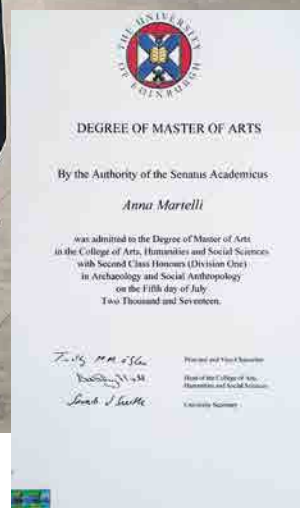 THE UNIVERSITY
OF EDINBURGH
DEGREE OF MASTER OF ARTS
By the Authority of the Senatus Academicus
Anna Martelli
was admitted to the Degree of Master of Arts
in the College of Arts, Humanities and Social Sciences
with Second Class Honours (Division One)
in Archaeology and Social Anthropology
on the Fifth day of July
Two Thousand and Seventeen.
Principal and Vice-Chancellor
Head of the College of Arts,
Humanities and Social Sciences
University Secretary